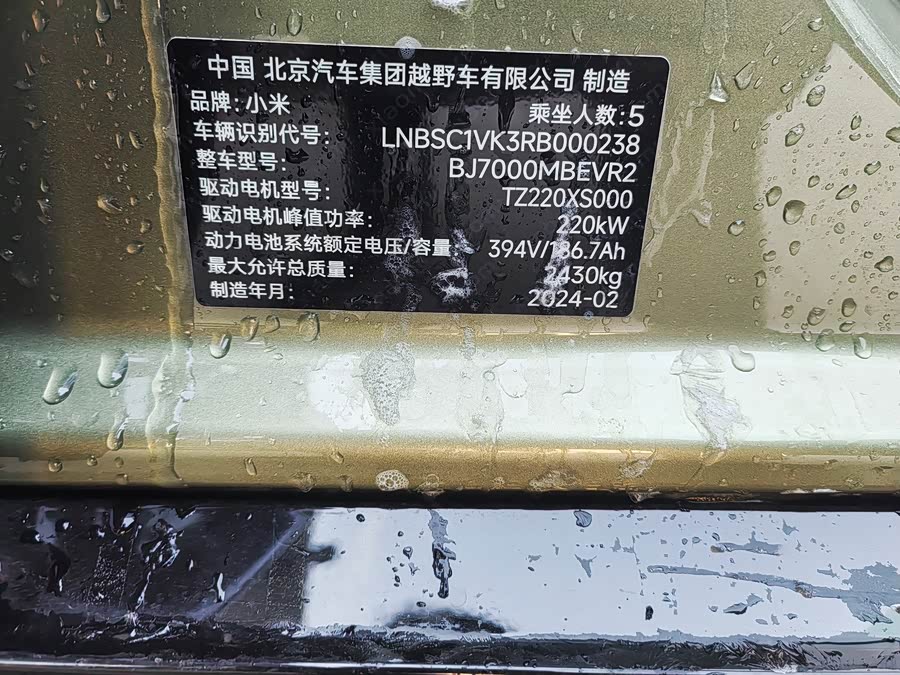 中国 北京汽车集团越野车有限公司 制造
品牌：小米 乘坐人数：5
车辆识别代号： LNBSC1VK3RB000238
整车型号： BJ7000MBEVR2
驱动电机型号： TZ220XS000
驱动电机峰值功率： 220kW
动力电池系统额定电压/容量 394V/186.7Ah
最大允许总质量： 2430kg
制造年月： 2024-02